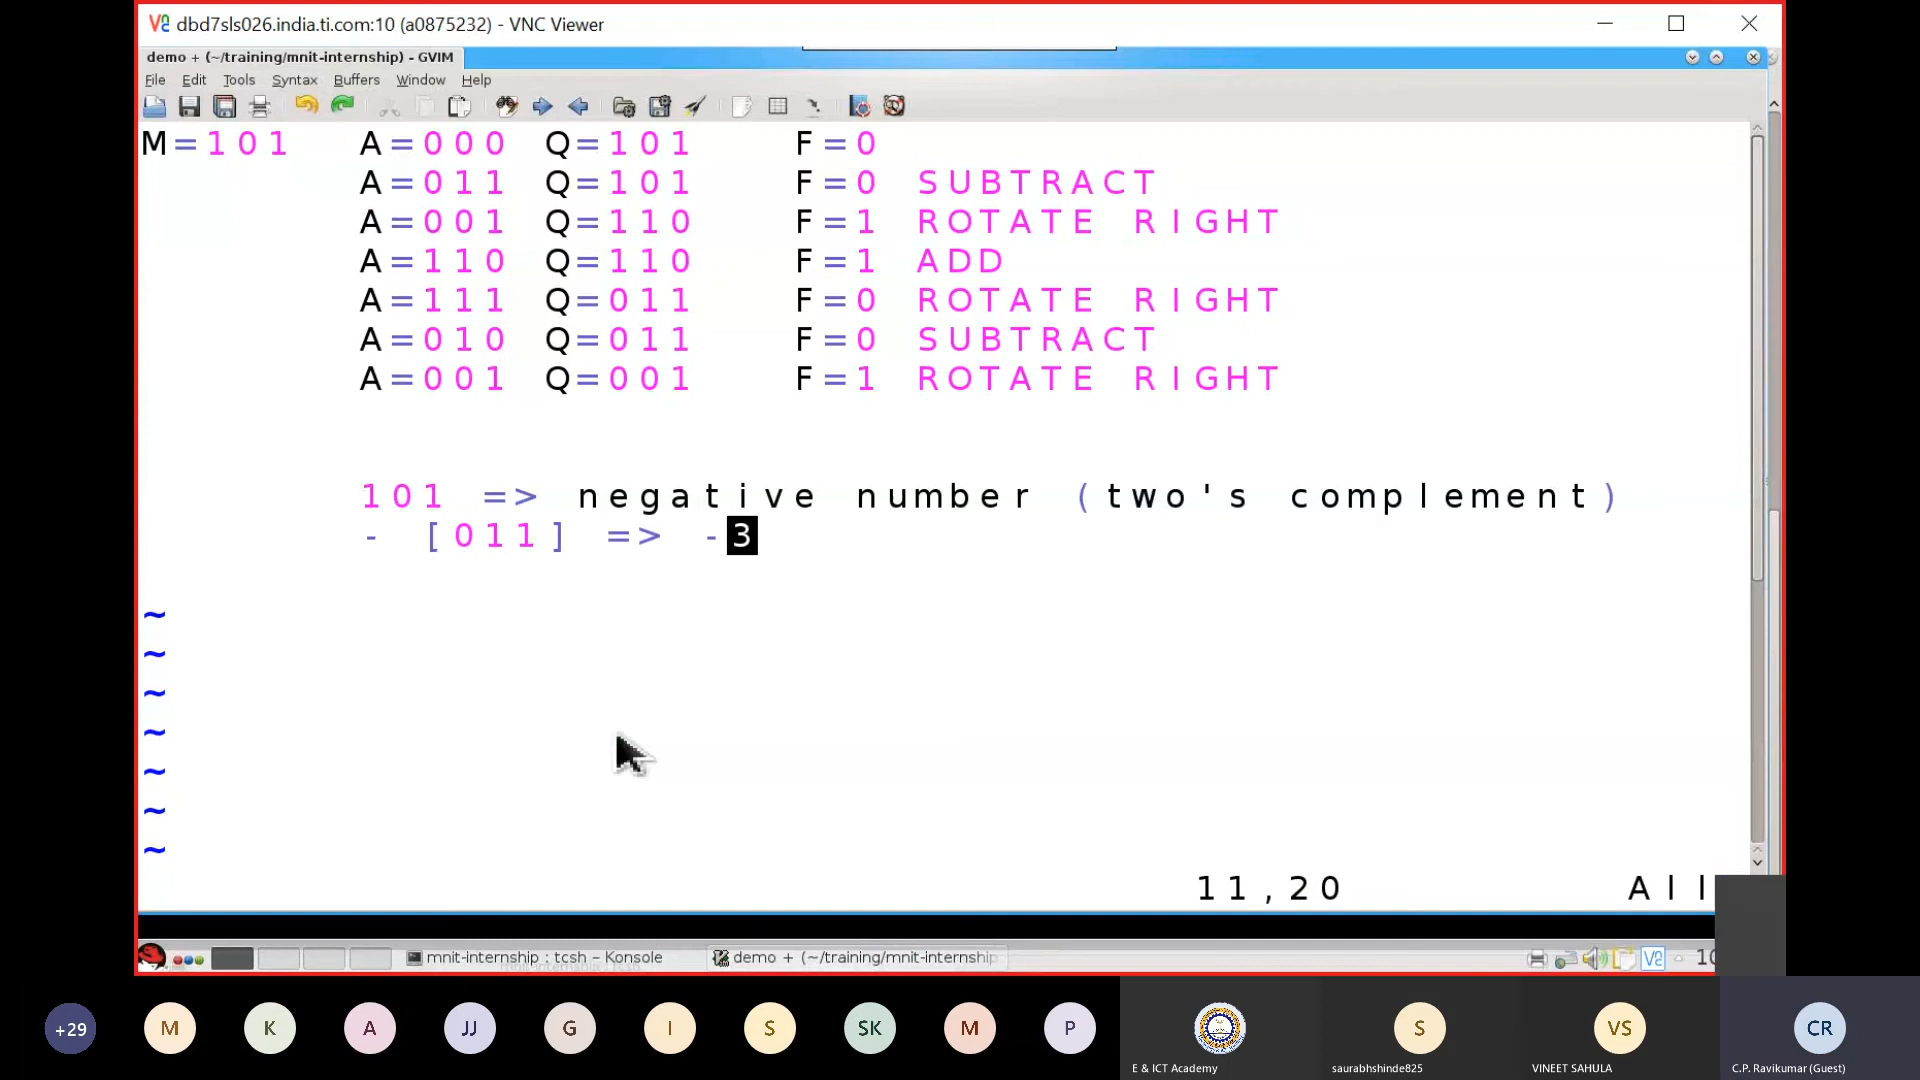 dbd7sls026.india.ti.com:10 (a0875232) - VNC Viewer
demo + (~/training/mnit-internship) - GVIM
File Edit Tools Syntax Buffers Window Help
M=101 A=000 Q=101 F=0
A=011 Q=101 F=0 SUBTRACT
A=001 Q=110 F=1 ROTATE RIGHT
A=110 Q=110 F=1 ADD
A=111 Q=011 F=0 ROTATE RIGHT
A=010 Q=011 F=0 SUBTRACT
A=001 Q=001 F=1 ROTATE RIGHT
101 => negative number (two's complement)
- [011] => -3
~
~
~
~
~
~
~
11,20 All
mnit-internship : tcsh – Konsole demo + (~/training/mnit-internship 10
+29 M K A JJ G I S SK M P S VS CR
E & ICT Academy saurabhshinde825 VINEET SAHULA C.P. Ravikumar (Guest)